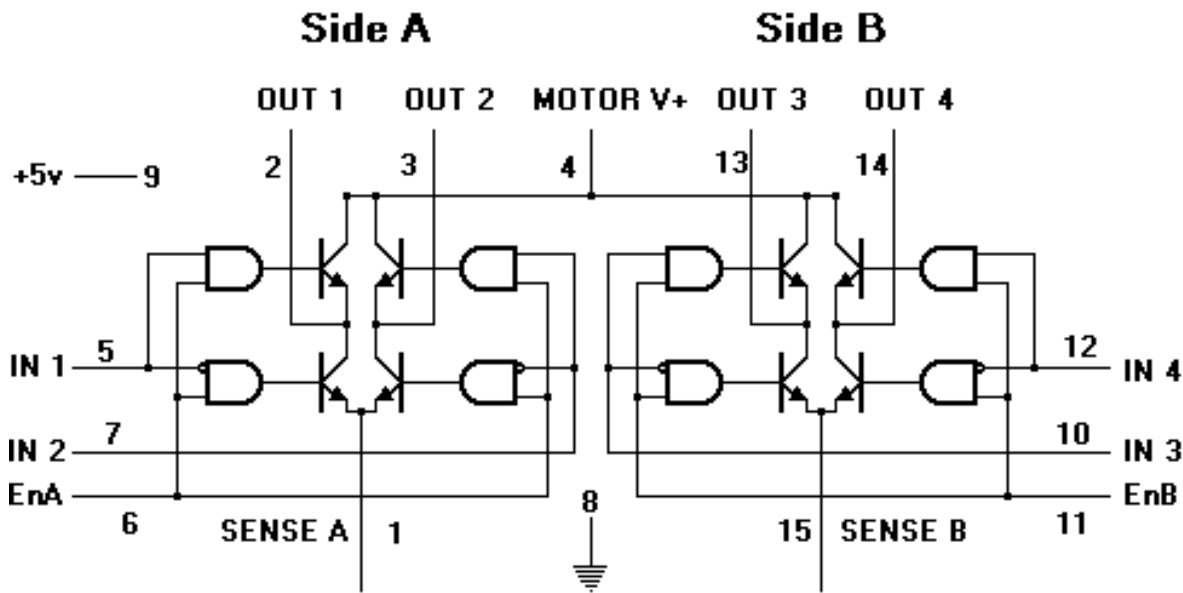 Side A Side B
OUT 1 OUT 2 MOTOR V+ OUT 3 OUT 4
+5v 9 2 3 4 13 14
5 12
IN 1 IN 4
7 10
IN 2 IN 3
EnA 8 EnB
6 SENSE A 1 15 SENSE B 11